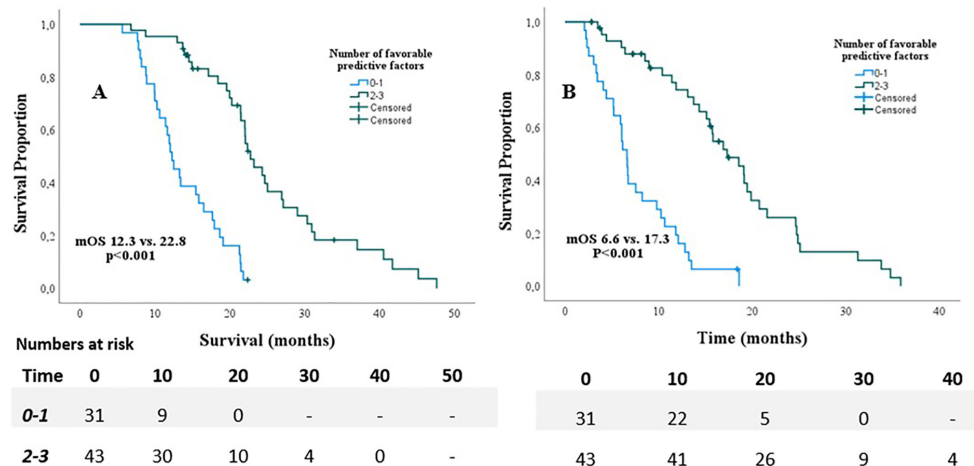 A
Number of favorable
predictive factors
0-1
2-3
Censored
Censored
Survival Proportion
1,0
0,8
0,6
0,4
0,2
0,0
mOS 12.3 vs. 22.8
p<0.001
0 10 20 30 40 50
Survival (months)
B
Number of favorable
predictive factors
0-1
2-3
Censored
Censored
Survival Proportion
1,0
0,8
0,6
0,4
0,2
0,0
mOS 6.6 vs. 17.3
P<0.001
0 10 20 30 40
Time (months)
Numbers at risk
Time 0 10 20 30 40 50
0-1 31 9 0 - - -
2-3 43 30 10 4 0 -
0 10 20 30 40
31 22 5 0 -
43 41 26 9 4